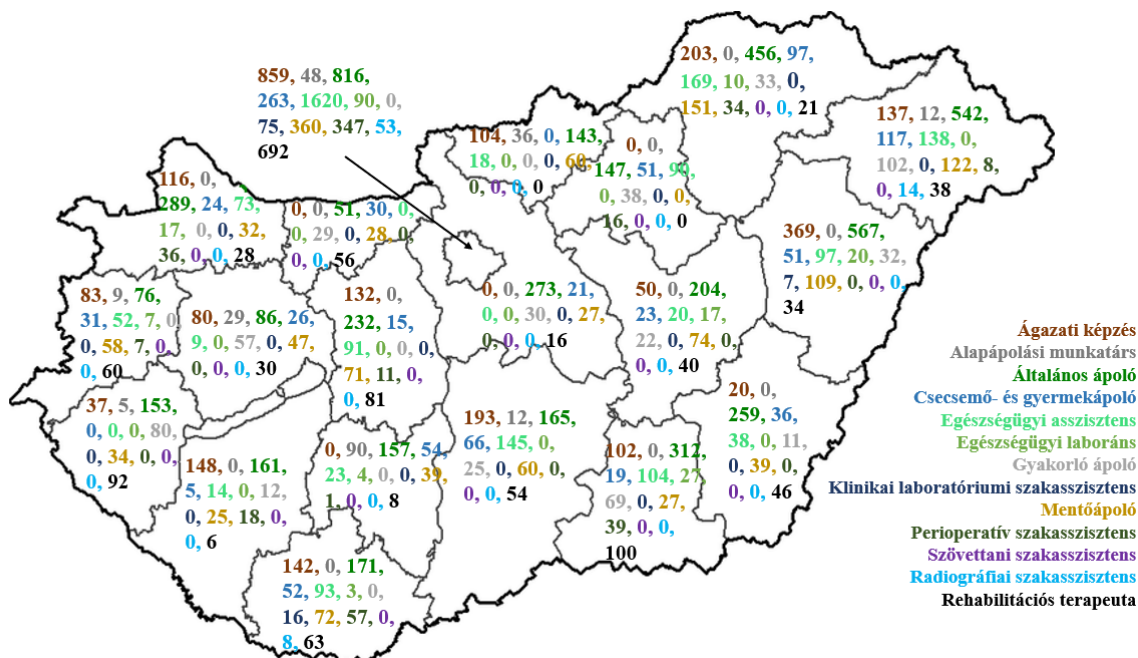 859, 48, 816,
263, 1620, 90, 0,
75, 360, 347, 53,
692
203, 0, 456, 97,
169, 10, 33, 0,
151, 34, 0, 0, 21
137, 12, 542,
117, 138, 0,
102, 0, 122, 8,
0, 14, 38
104, 36, 0, 143,
18, 0, 0, 0, 60,
0, 0, 0, 0
0, 0,
147, 51, 90,
0, 38, 0, 0,
16, 0, 0, 0
116, 0,
289, 24, 73,
17, 0, 0, 32,
36, 0, 0, 28
0, 0, 51, 30, 0,
0, 29, 0, 28, 0,
0, 0, 56
369, 0, 567,
51, 97, 20, 32,
7, 109, 0, 0, 0,
34
83, 9, 76,
31, 52, 7, 0,
0, 58, 7, 0,
0, 60
80, 29, 86, 26,
9, 0, 57, 0, 47,
0, 0, 0, 30
132, 0,
232, 15,
91, 0, 0, 0,
71, 11, 0,
0, 81
0, 0, 273, 21,
0, 0, 30, 0, 27,
0, 0, 0, 16
50, 0, 204,
23, 20, 17,
22, 0, 74, 0,
0, 0, 40
37, 5, 153,
0, 0, 0, 80,
0, 34, 0, 0,
0, 92
148, 0, 161,
5, 14, 0, 12,
0, 25, 18, 0,
0, 6
0, 90, 157, 54,
23, 4, 0, 0, 39,
1, 0, 0, 8
193, 12, 165,
66, 145, 0,
25, 0, 60, 0,
0, 0, 54
102, 0, 312,
19, 104, 27,
69, 0, 27,
39, 0, 0,
100
20, 0,
259, 36,
38, 0, 11,
0, 39, 0,
0, 0, 46
142, 0, 171,
52, 93, 3, 0,
16, 72, 57, 0,
8, 63
Ágazati képzés
Alapápolási munkatárs
Általános ápoló
Csecsemő- és gyermekápoló
Egészségügyi asszisztens
Egészségügyi laboráns
Gyakorló ápoló
Klinikai laboratóriumi szakasszisztens
Mentőápoló
Perioperatív szakasszisztens
Szövettani szakasszisztens
Radiográfiai szakasszisztens
Rehabilitációs terapeuta